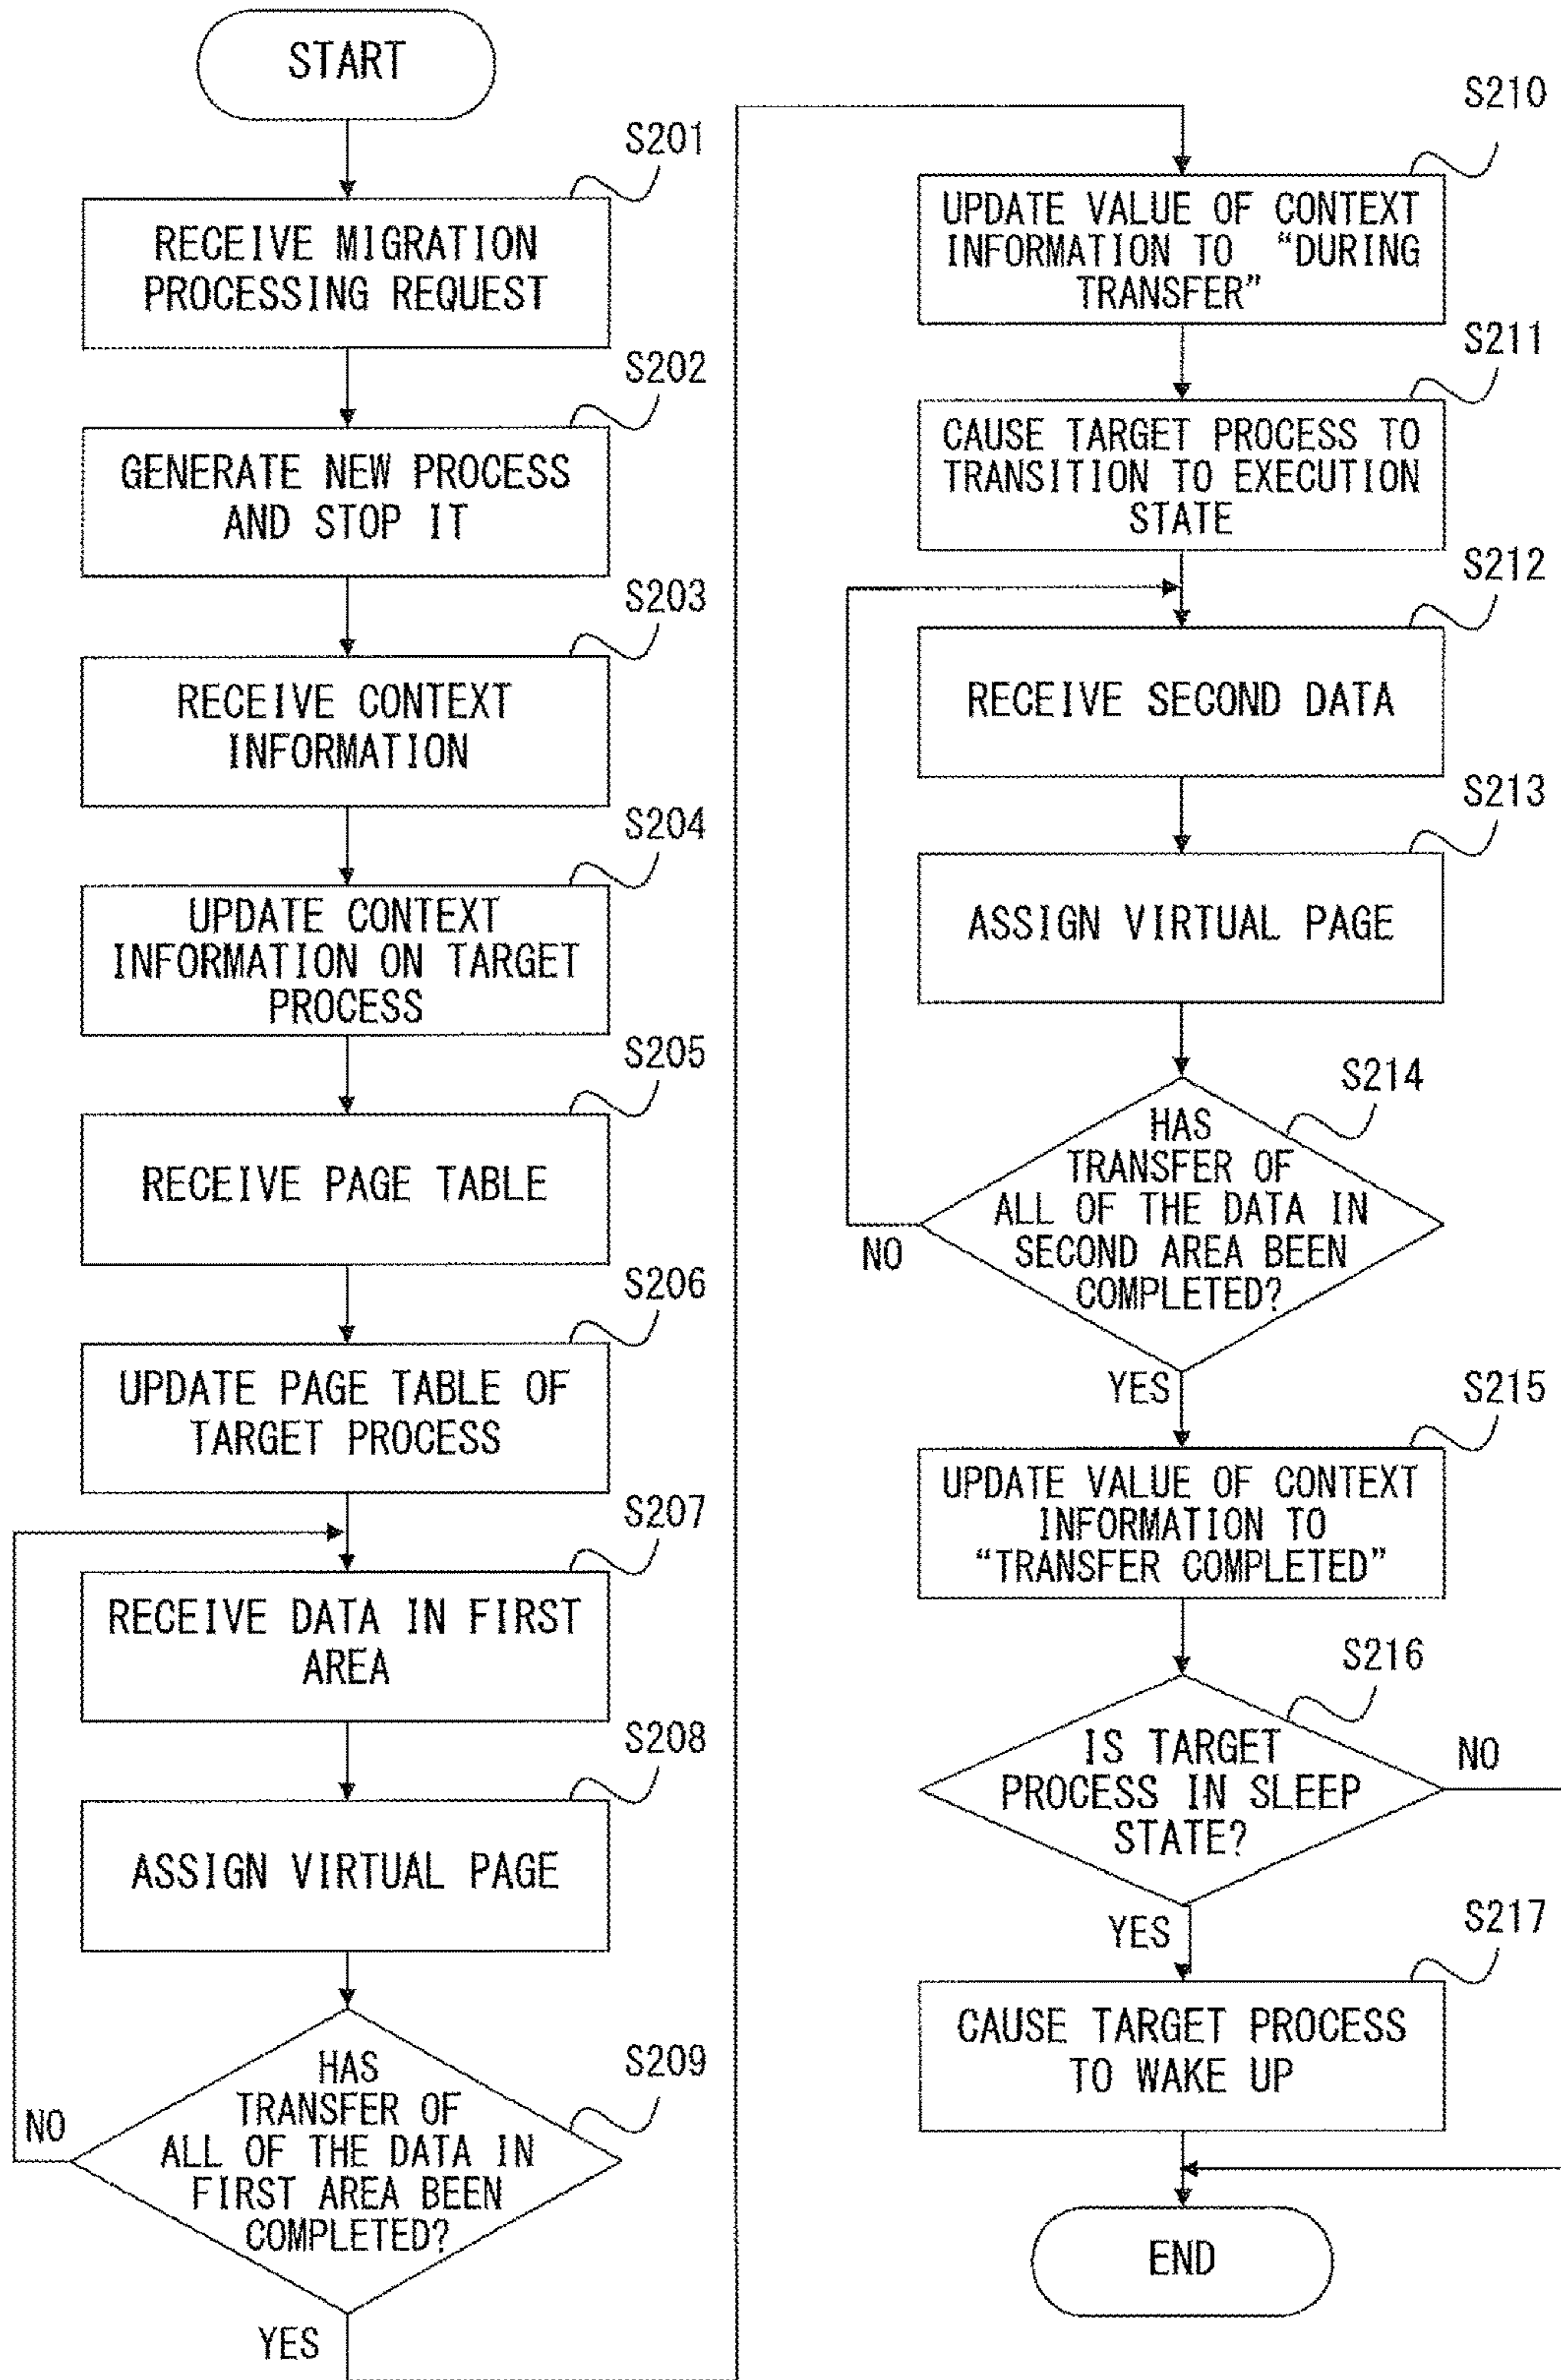 START
S201
RECEIVE MIGRATION
PROCESSING REQUEST
S202
GENERATE NEW PROCESS
AND STOP IT
S203
RECEIVE CONTEXT
INFORMATION
S204
UPDATE CONTEXT
INFORMATION ON TARGET
PROCESS
S205
RECEIVE PAGE TABLE
S206
UPDATE PAGE TABLE OF
TARGET PROCESS
S207
RECEIVE DATA IN FIRST
AREA
S208
ASSIGN VIRTUAL PAGE
S209
HAS
TRANSFER OF
ALL OF THE DATA IN
FIRST AREA BEEN
COMPLETED?
NO
YES
S210
UPDATE VALUE OF CONTEXT
INFORMATION TO “DURING
TRANSFER”
S211
CAUSE TARGET PROCESS TO
TRANSITION TO EXECUTION
STATE
S212
RECEIVE SECOND DATA
S213
ASSIGN VIRTUAL PAGE
S214
HAS
TRANSFER OF
ALL OF THE DATA IN
SECOND AREA BEEN
COMPLETED?
NO
YES
S215
UPDATE VALUE OF CONTEXT
INFORMATION TO
“TRANSFER COMPLETED”
S216
IS TARGET
PROCESS IN SLEEP
STATE?
NO
YES
S217
CAUSE TARGET PROCESS
TO WAKE UP
END